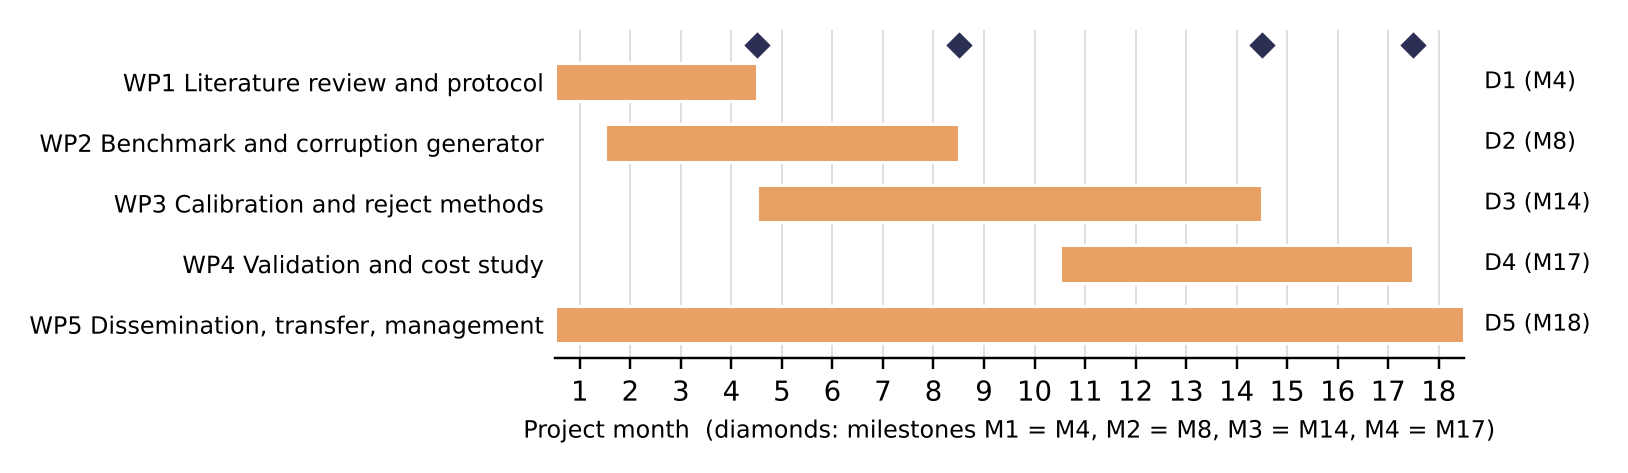 WP1 Literature review and protocol D1 (M4)
WP2 Benchmark and corruption generator D2 (M8)
WP3 Calibration and reject methods D3 (M14)
WP4 Validation and cost study D4 (M17)
WP5 Dissemination, transfer, management D5 (M18)
1 2 3 4 5 6 7 8 9 10 11 12 13 14 15 16 17 18
Project month (diamonds: milestones M1 = M4, M2 = M8, M3 = M14, M4 = M17)